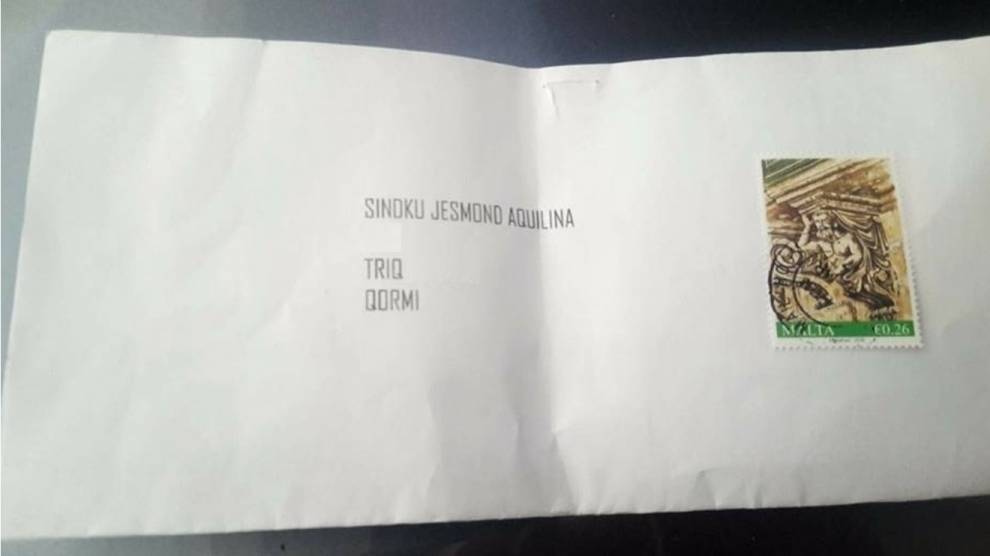 SINDKU JESMOND AQUILINA
TRIQ
QORMI
MALTA €0.26